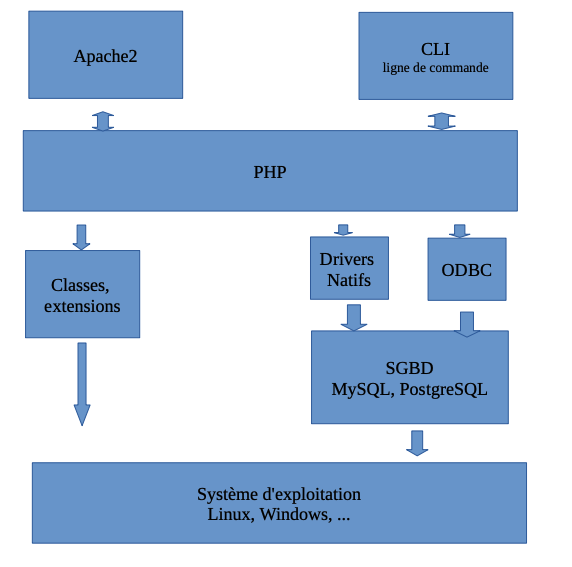 Apache2
CLI
ligne de commande
PHP
Classes,
extensions
Drivers
Natifs
ODBC
SGBD
MySQL, PostgreSQL
Système d'exploitation
Linux, Windows, ...